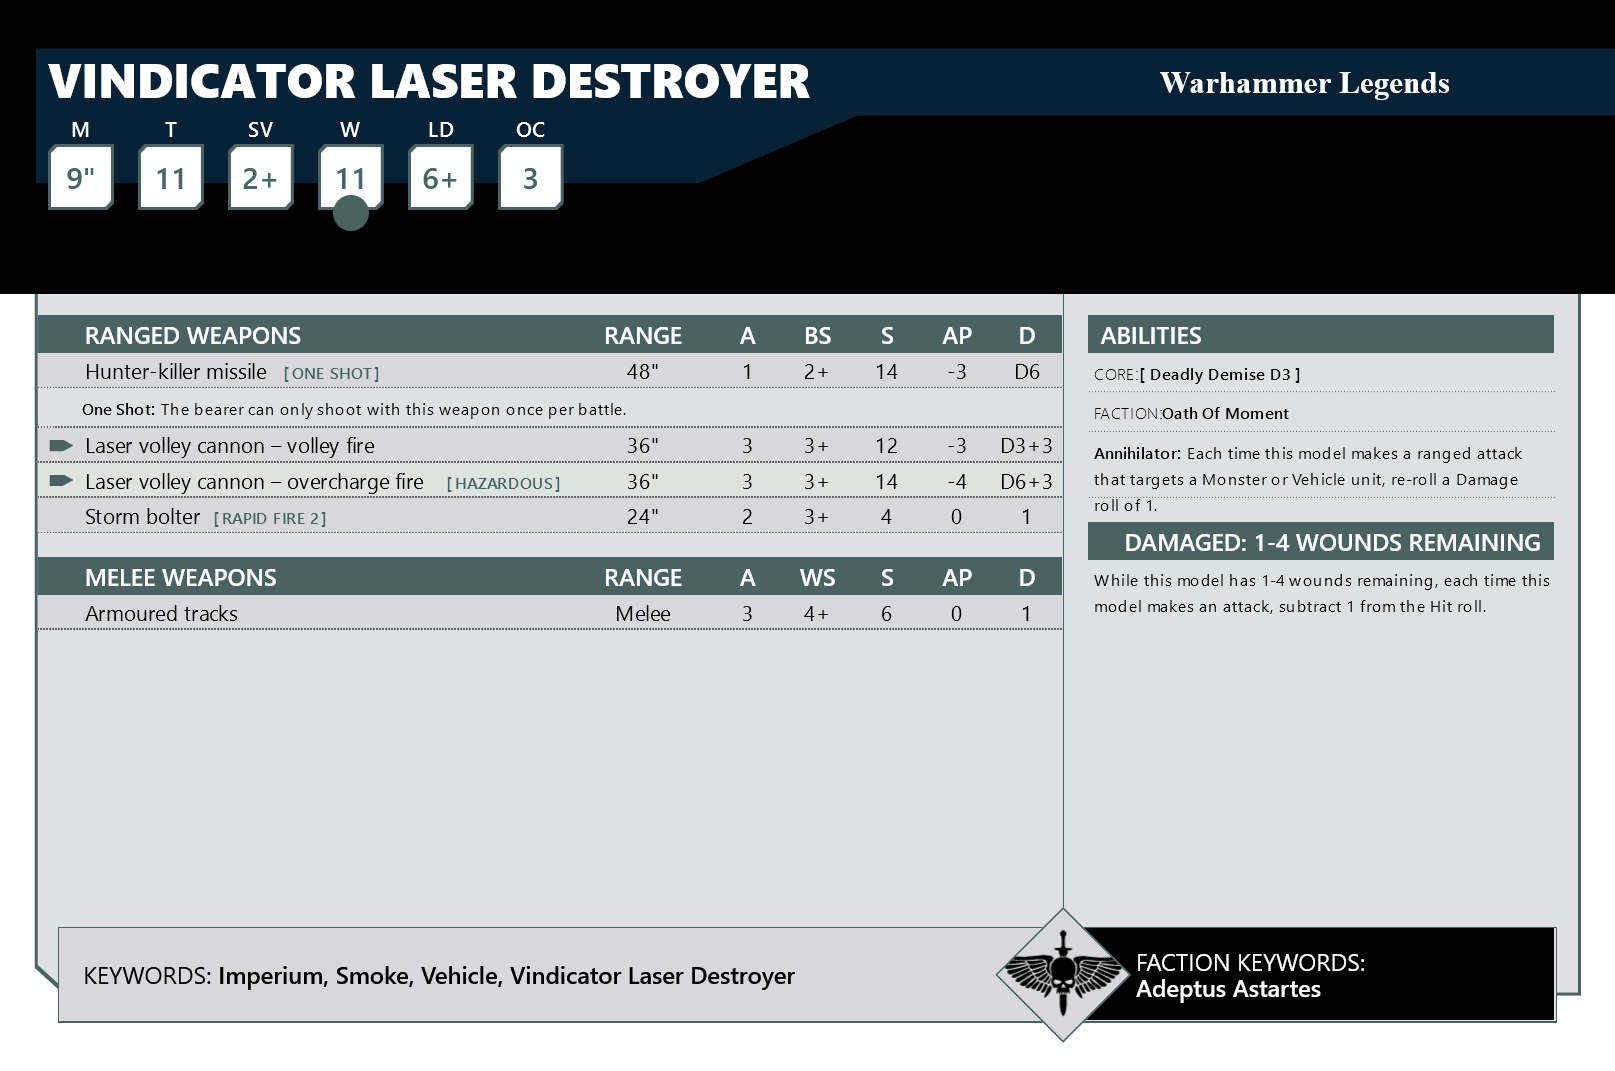 VINDICATOR LASER DESTROYER
Warhammer Legends
M T SV W LD OC
9" 11 2+ 11 6+ 3
RANGED WEAPONS RANGE A BS S AP D
Hunter-killer missile [ONE SHOT] 48" 1 2+ 14 -3 D6
One Shot: The bearer can only shoot with this weapon once per battle.
Laser volley cannon – volley fire 36" 3 3+ 12 -3 D3+3
Laser volley cannon – overcharge fire [HAZARDOUS] 36" 3 3+ 14 -4 D6+3
Storm bolter [RAPID FIRE 2] 24" 2 3+ 4 0 1
MELEE WEAPONS RANGE A WS S AP D
Armoured tracks Melee 3 4+ 6 0 1
ABILITIES
CORE:[ Deadly Demise D3 ]
FACTION:Oath Of Moment
Annihilator: Each time this model makes a ranged attack
that targets a Monster or Vehicle unit, re-roll a Damage
roll of 1.
DAMAGED: 1-4 WOUNDS REMAINING
While this model has 1-4 wounds remaining, each time this
model makes an attack, subtract 1 from the Hit roll.
KEYWORDS: Imperium, Smoke, Vehicle, Vindicator Laser Destroyer
FACTION KEYWORDS:
Adeptus Astartes